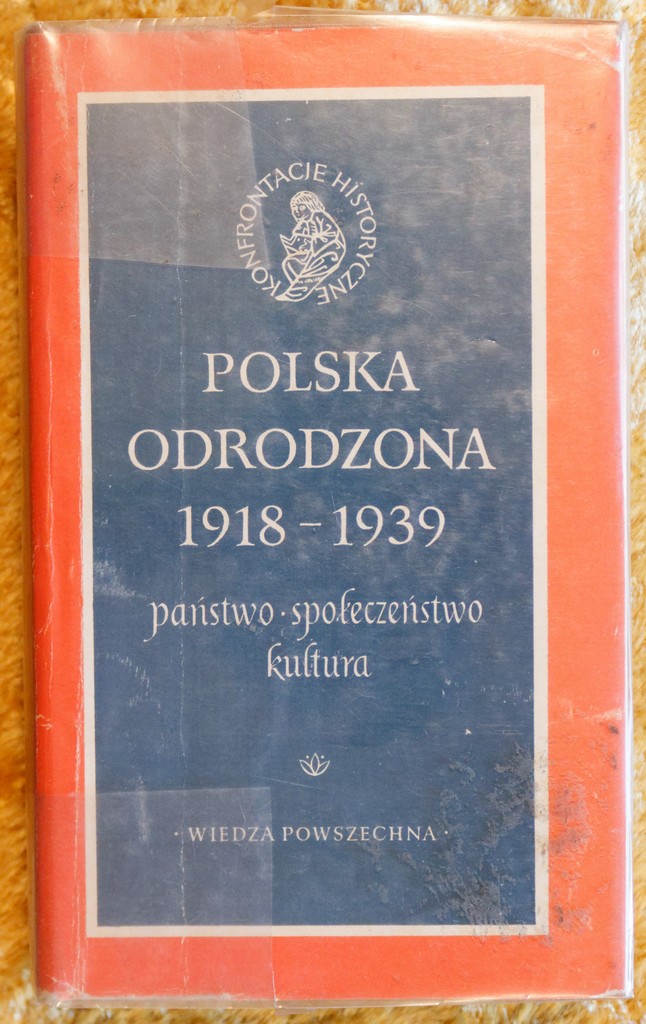 KONFRONTACJE HISTORYCZNE
POLSKA
ODRODZONA
1918 – 1939
państwo · społeczeństwo
kultura
· WIEDZA POWSZECHNA ·